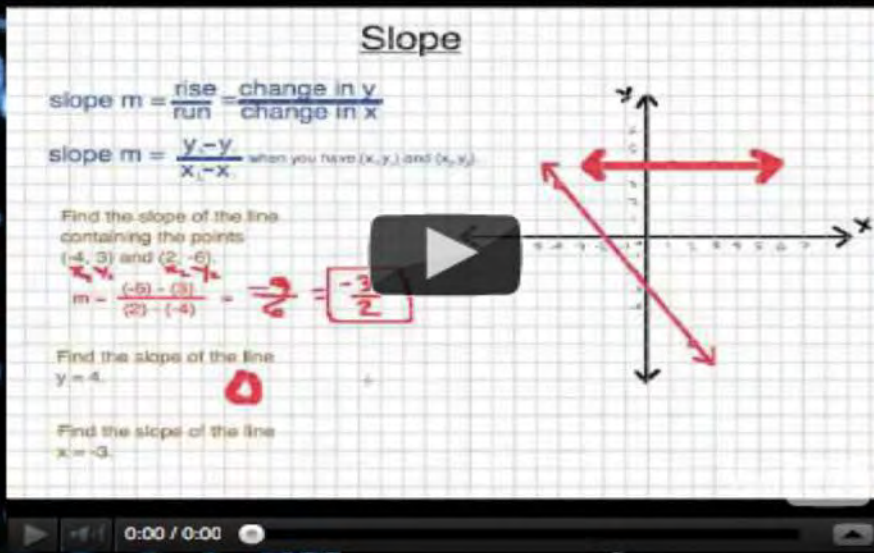 Slope
slope m = rise/run = change in y/change in x
slope m = y₂-y₁/x₂-x₁ when you have (x₁,y₁) and (x₂,y₂).
Find the slope of the line
containing the points
(-4, 3) and (2, -6).
x₁ y₁ x₂ y₂
m = (-6) - (3)/(2) - (-4) = -9/6 = -3/2
Find the slope of the line
y = 4.
0
Find the slope of the line
x = -3.
y
x
0:00 / 0:00